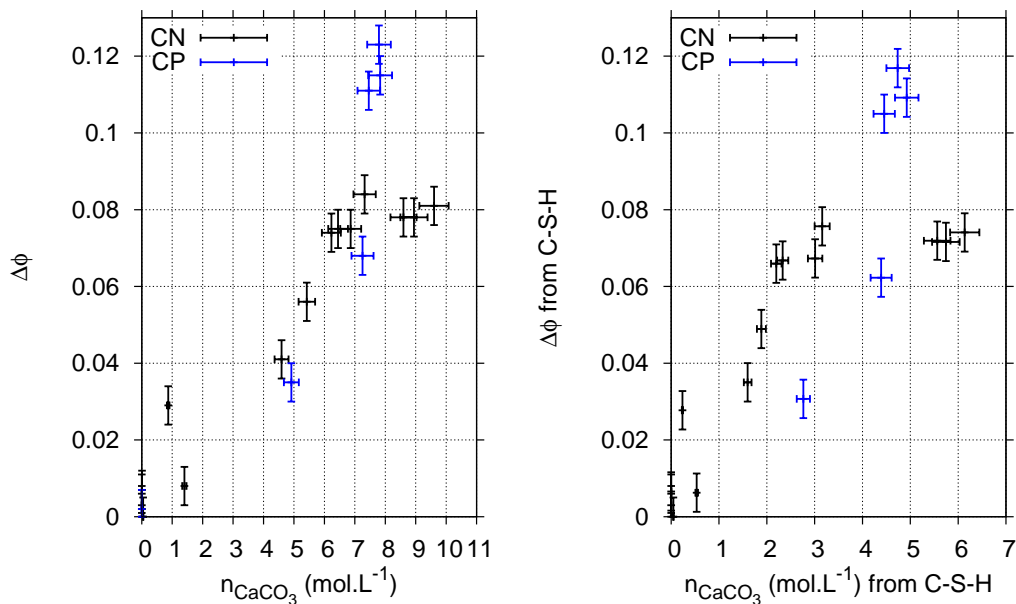 Δϕ
0.12
0.1
0.08
0.06
0.04
0.02
0
CN
CP
0 1 2 3 4 5 6 7 8 9 10 11
n_CaCO₃ (mol.L⁻¹)
Δϕ from C-S-H
0.12
0.1
0.08
0.06
0.04
0.02
0
CN
CP
0 1 2 3 4 5 6 7
n_CaCO₃ (mol.L⁻¹) from C-S-H